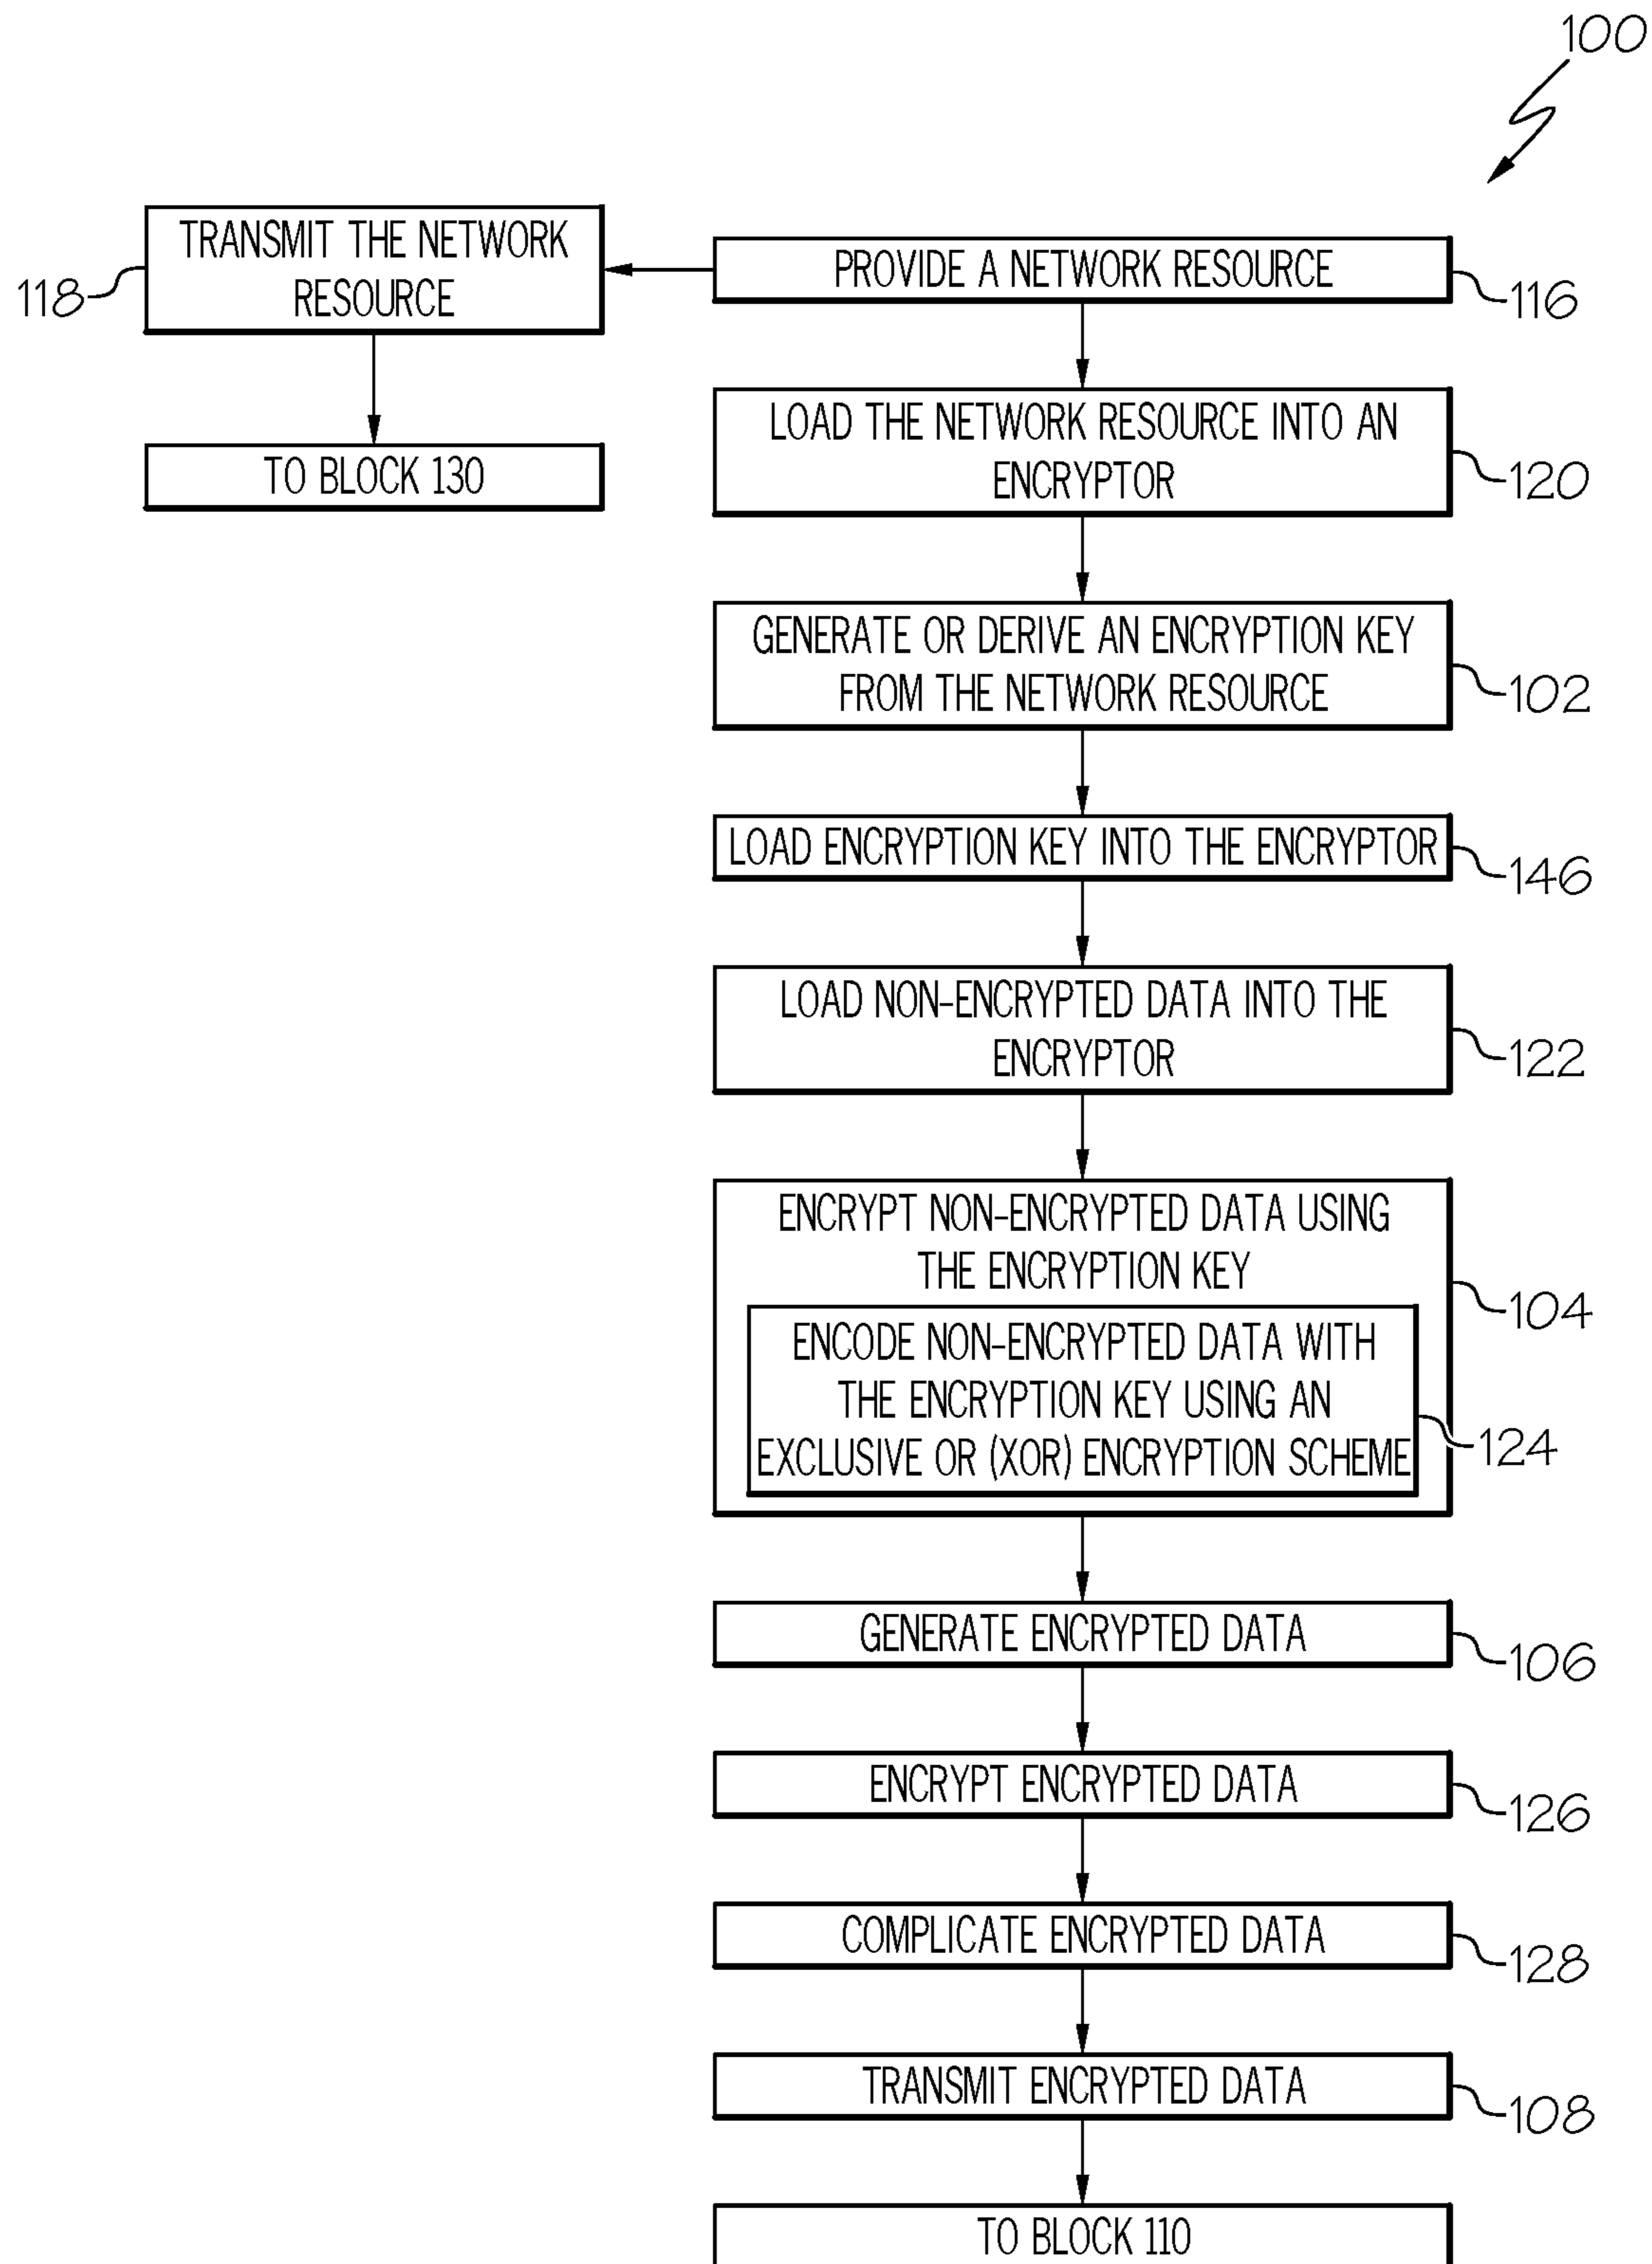 100
TRANSMIT THE NETWORK
RESOURCE
118
PROVIDE A NETWORK RESOURCE
116
TO BLOCK 130
LOAD THE NETWORK RESOURCE INTO AN
ENCRYPTOR
120
GENERATE OR DERIVE AN ENCRYPTION KEY
FROM THE NETWORK RESOURCE
102
LOAD ENCRYPTION KEY INTO THE ENCRYPTOR
146
LOAD NON-ENCRYPTED DATA INTO THE
ENCRYPTOR
122
ENCRYPT NON-ENCRYPTED DATA USING
THE ENCRYPTION KEY
104
ENCODE NON-ENCRYPTED DATA WITH
THE ENCRYPTION KEY USING AN
EXCLUSIVE OR (XOR) ENCRYPTION SCHEME
124
GENERATE ENCRYPTED DATA
106
ENCRYPT ENCRYPTED DATA
126
COMPLICATE ENCRYPTED DATA
128
TRANSMIT ENCRYPTED DATA
108
TO BLOCK 110